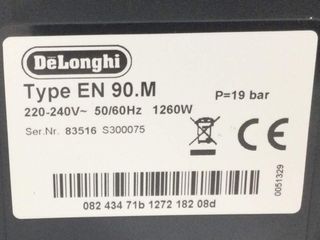 DeLonghi
Type EN 90.M
220-240V~ 50/60Hz 1260W
P=19 bar
Ser.Nr. 83516 S300075
0051329
082 434 71b 1272 182 08d